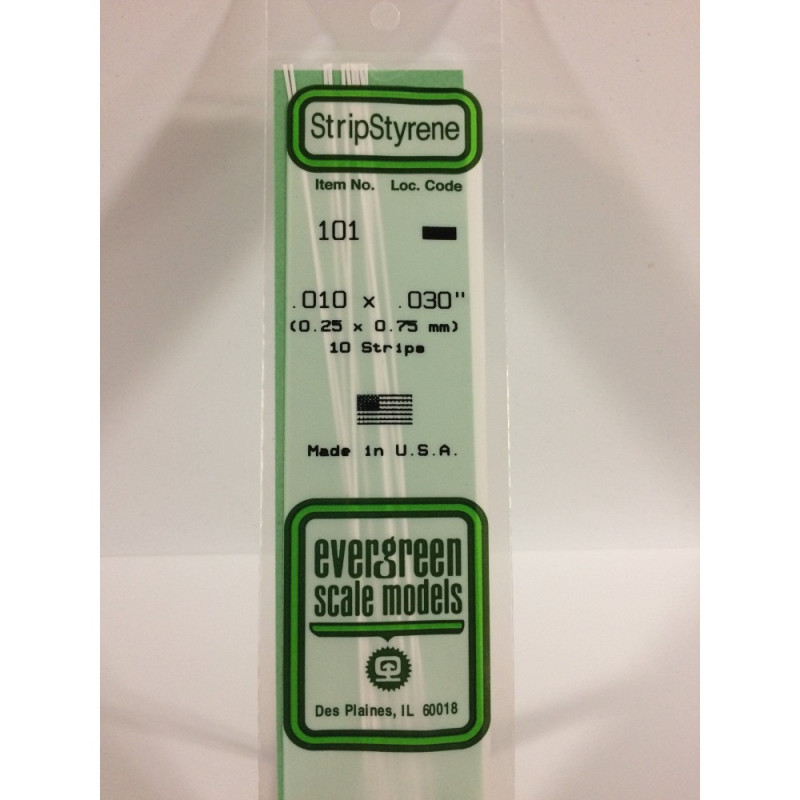 StripStyrene
Item No. Loc. Code
101
.010 x .030"
(0.25 x 0.75 mm)
10 Strips
Made in U.S.A.
evergreen
scale models
Des Plaines, IL 60018